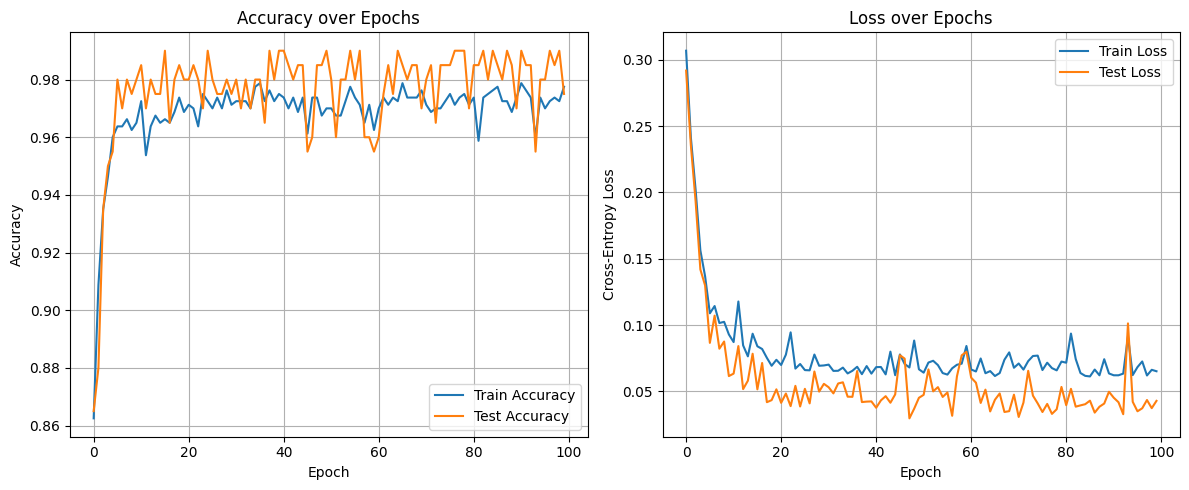 Accuracy over Epochs
Accuracy
0.98
0.96
0.94
0.92
0.90
0.88
0.86
Train Accuracy
Test Accuracy
0 20 40 60 80 100
Epoch
Loss over Epochs
Cross-Entropy Loss
0.30
0.25
0.20
0.15
0.10
0.05
Train Loss
Test Loss
0 20 40 60 80 100
Epoch